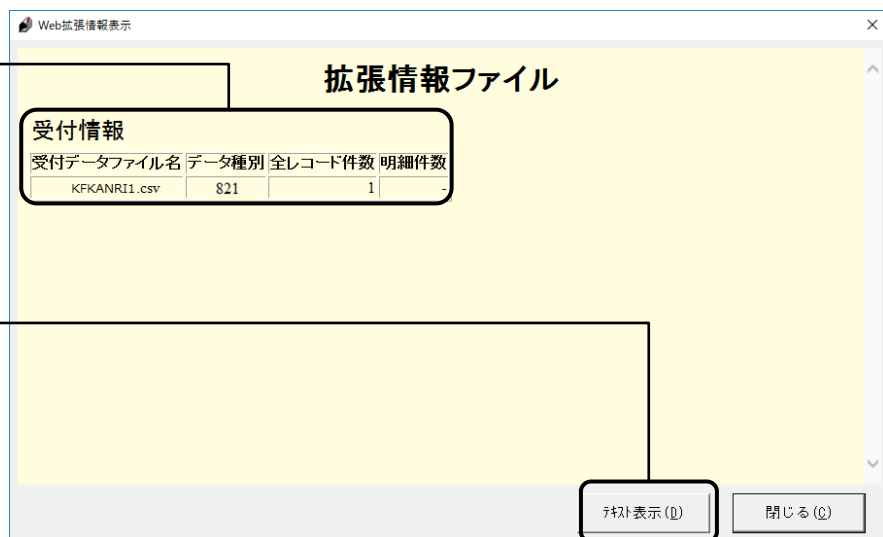 Web拡張情報表示
拡張情報ファイル
受付情報
受付データファイル名 データ種別 全レコード件数 明細件数
KFKANRI1.csv 821 1 -
ﾃｷｽﾄ表示(D) 閉じる(C)